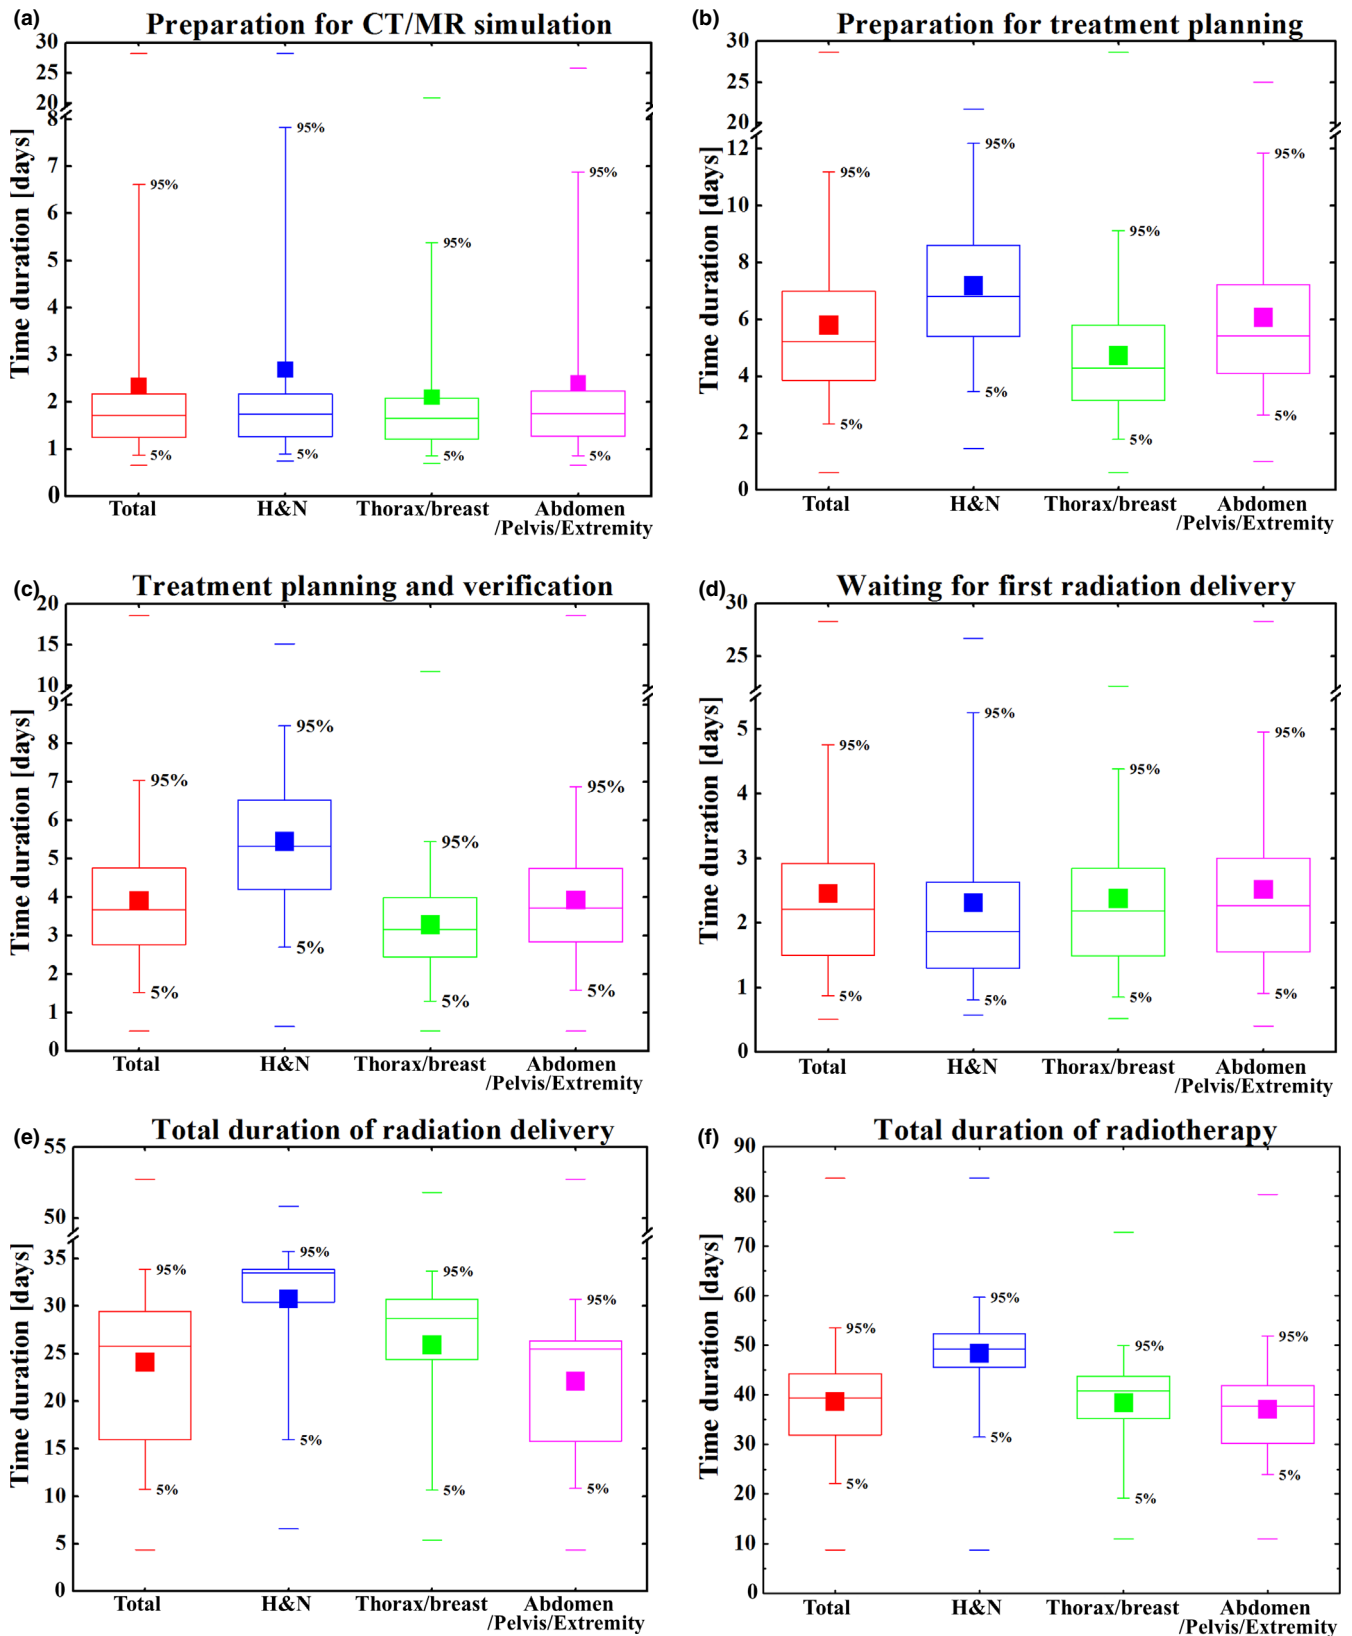 (a) Preparation for CT/MR simulation
Time duration [days]
30
25
20
8
7
6
5
4
3
2
1
0
95%
95%
95%
95%
5%
5%
5%
5%
Total
H&N
Thorax/breast
Abdomen
/Pelvis/Extremity
(b) Preparation for treatment planning
Time duration [days]
30
25
20
12
10
8
6
4
2
0
95%
95%
95%
95%
5%
5%
5%
5%
Total
H&N
Thorax/breast
Abdomen
/Pelvis/Extremity
(c) Treatment planning and verification
Time duration [days]
20
15
10
9
8
7
6
5
4
3
2
1
0
95%
95%
95%
95%
5%
5%
5%
5%
Total
H&N
Thorax/breast
Abdomen
/Pelvis/Extremity
(d) Waiting for first radiation delivery
Time duration [days]
30
25
5
4
3
2
1
0
95%
95%
95%
95%
5%
5%
5%
5%
Total
H&N
Thorax/breast
Abdomen
/Pelvis/Extremity
(e) Total duration of radiation delivery
Time duration [days]
55
50
35
30
25
20
15
10
5
0
95%
95%
95%
95%
5%
5%
5%
5%
Total
H&N
Thorax/breast
Abdomen
/Pelvis/Extremity
(f) Total duration of radiotherapy
Time duration [days]
90
80
70
60
50
40
30
20
10
0
95%
95%
95%
95%
5%
5%
5%
5%
Total
H&N
Thorax/breast
Abdomen
/Pelvis/Extremity